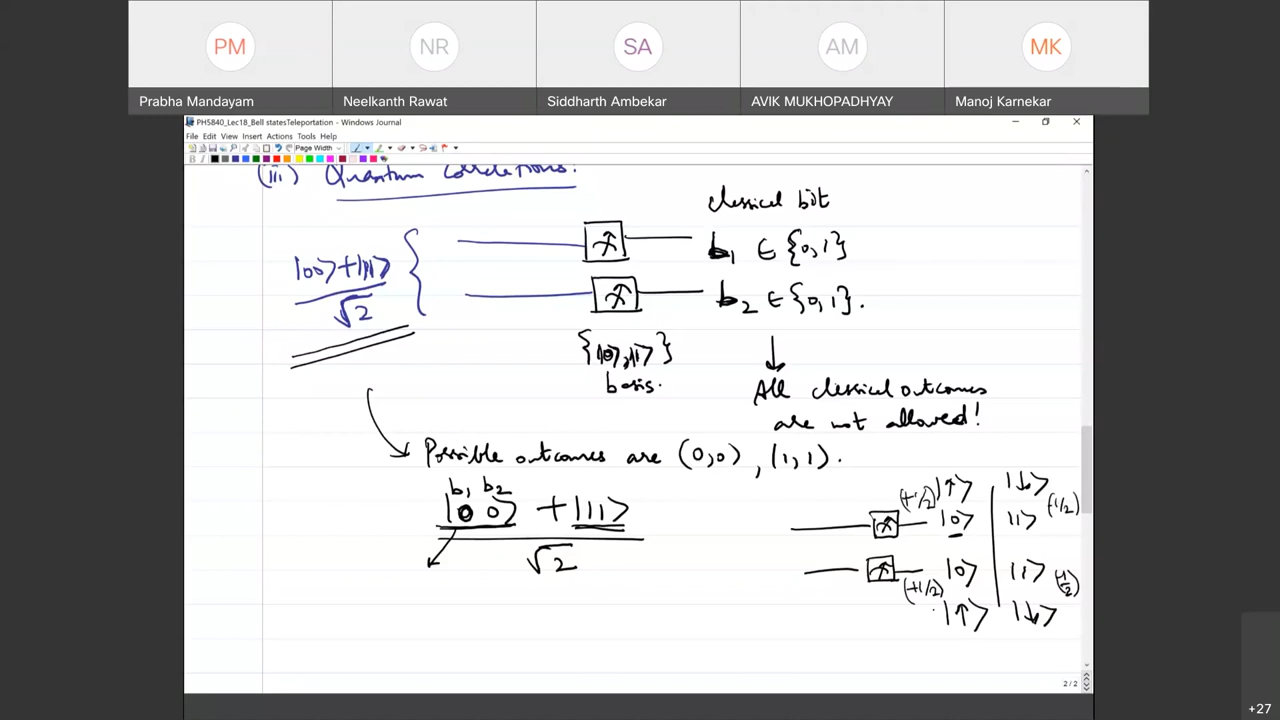 PM
NR
SA
AM
MK
Prabha Mandayam
Neelkanth Rawat
Siddharth Ambekar
AVIK MUKHOPADHYAY
Manoj Karnekar
PH5840_Lec18_Bell statesTeleportation - Windows Journal
File Edit View Insert Actions Tools Help
Page Width
(iii) Quantum correlations:
classical bit
b₁ ∈ {0,1}
|00>+|11>
√2
b₂ ∈ {0,1}.
{|0>,|1>}
basis.
All classical outcomes
are not allowed!
Possible outcomes are (0,0), (1,1).
b₁ b₂
|00> + |11>
√2
|↑> |↓>
(+1/2) |0> |1> (-1/2)
|0> |1> (-1/2)
(+1/2)
|↑> |↓>
2/2
+27